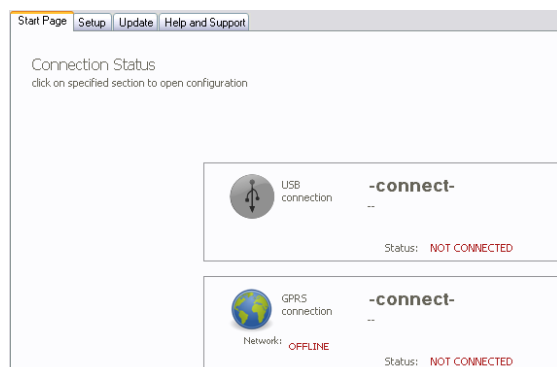 Start Page Setup Update Help and Support
Connection Status
click on specified section to open configuration
USB
connection
-connect-
--
Status: NOT CONNECTED
GPRS
connection
-connect-
--
Network: OFFLINE
Status: NOT CONNECTED